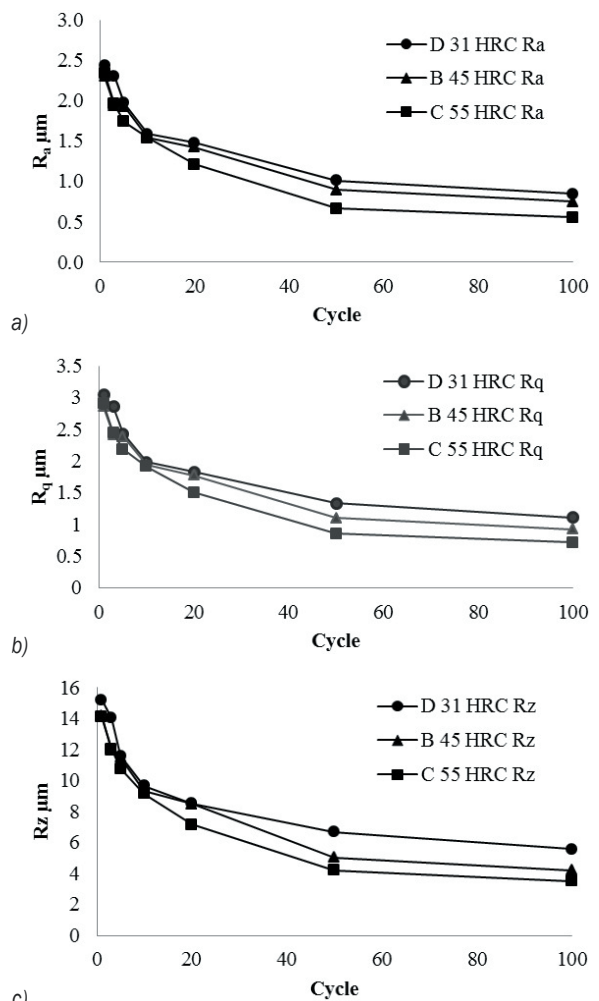 3.0
2.5
2.0
1.5
1.0
0.5
0.0
Ra µm
D 31 HRC Ra
B 45 HRC Ra
C 55 HRC Ra
0 20 40 60 80 100
Cycle
a)
3.5
3
2.5
2
1.5
1
0.5
0
Rq µm
D 31 HRC Rq
B 45 HRC Rq
C 55 HRC Rq
0 20 40 60 80 100
Cycle
b)
16
14
12
10
8
6
4
2
0
Rz µm
D 31 HRC Rz
B 45 HRC Rz
C 55 HRC Rz
0 20 40 60 80 100
Cycle
c)